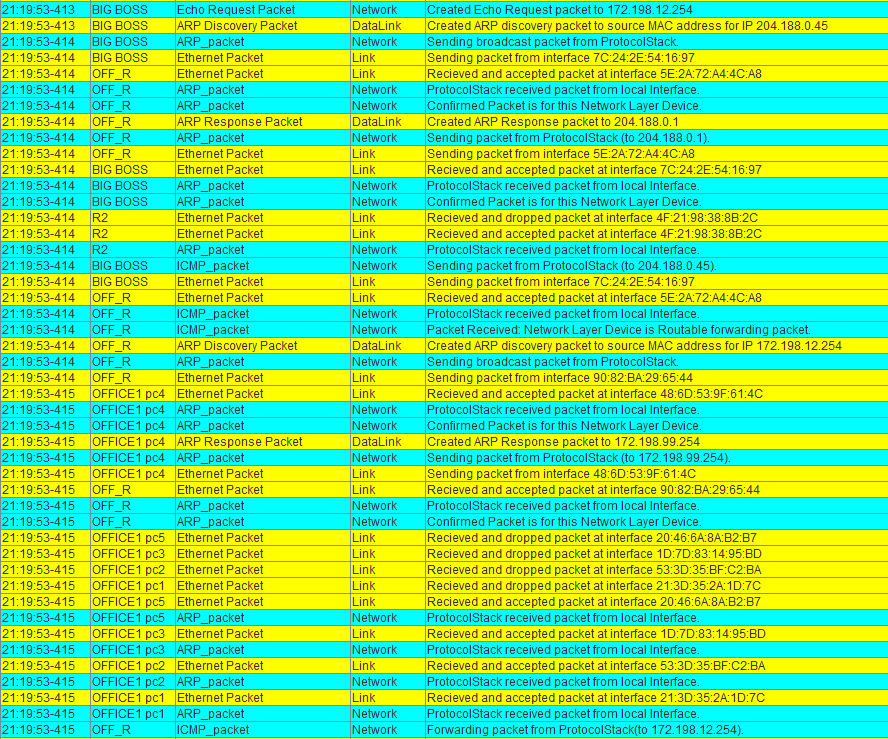 21:19:53-413 BIG BOSS Echo Request Packet Network Created Echo Request packet to 172.198.12.254
21:19:53-413 BIG BOSS ARP Discovery Packet DataLink Created ARP discovery packet to source MAC address for IP 204.188.0.45
21:19:53-414 BIG BOSS ARP_packet Network Sending broadcast packet from ProtocolStack.
21:19:53-414 BIG BOSS Ethernet Packet Link Sending packet from interface 7C:24:2E:54:16:97
21:19:53-414 OFF_R Ethernet Packet Link Recieved and accepted packet at interface 5E:2A:72:A4:4C:A8
21:19:53-414 OFF_R ARP_packet Network ProtocolStack received packet from local Interface.
21:19:53-414 OFF_R ARP_packet Network Confirmed Packet is for this Network Layer Device.
21:19:53-414 OFF_R ARP Response Packet DataLink Created ARP Response packet to 204.188.0.1
21:19:53-414 OFF_R ARP_packet Network Sending packet from ProtocolStack (to 204.188.0.1).
21:19:53-414 OFF_R Ethernet Packet Link Sending packet from interface 5E:2A:72:A4:4C:A8
21:19:53-414 BIG BOSS Ethernet Packet Link Recieved and accepted packet at interface 7C:24:2E:54:16:97
21:19:53-414 BIG BOSS ARP_packet Network ProtocolStack received packet from local Interface.
21:19:53-414 BIG BOSS ARP_packet Network Confirmed Packet is for this Network Layer Device.
21:19:53-414 R2 Ethernet Packet Link Recieved and dropped packet at interface 4F:21:98:38:8B:2C
21:19:53-414 R2 Ethernet Packet Link Recieved and accepted packet at interface 4F:21:98:38:8B:2C
21:19:53-414 R2 ARP_packet Network ProtocolStack received packet from local Interface.
21:19:53-414 BIG BOSS ICMP_packet Network Sending packet from ProtocolStack (to 204.188.0.45).
21:19:53-414 BIG BOSS Ethernet Packet Link Sending packet from interface 7C:24:2E:54:16:97
21:19:53-414 OFF_R Ethernet Packet Link Recieved and accepted packet at interface 5E:2A:72:A4:4C:A8
21:19:53-414 OFF_R ICMP_packet Network ProtocolStack received packet from local Interface.
21:19:53-414 OFF_R ICMP_packet Network Packet Received: Network Layer Device is Routable forwarding packet.
21:19:53-414 OFF_R ARP Discovery Packet DataLink Created ARP discovery packet to source MAC address for IP 172.198.12.254
21:19:53-414 OFF_R ARP_packet Network Sending broadcast packet from ProtocolStack.
21:19:53-414 OFF_R Ethernet Packet Link Sending packet from interface 90:82:BA:29:65:44
21:19:53-415 OFFICE1 pc4 Ethernet Packet Link Recieved and accepted packet at interface 48:6D:53:9F:61:4C
21:19:53-415 OFFICE1 pc4 ARP_packet Network ProtocolStack received packet from local Interface.
21:19:53-415 OFFICE1 pc4 ARP_packet Network Confirmed Packet is for this Network Layer Device.
21:19:53-415 OFFICE1 pc4 ARP Response Packet DataLink Created ARP Response packet to 172.198.99.254
21:19:53-415 OFFICE1 pc4 ARP_packet Network Sending packet from ProtocolStack (to 172.198.99.254).
21:19:53-415 OFFICE1 pc4 Ethernet Packet Link Sending packet from interface 48:6D:53:9F:61:4C
21:19:53-415 OFF_R Ethernet Packet Link Recieved and accepted packet at interface 90:82:BA:29:65:44
21:19:53-415 OFF_R ARP_packet Network ProtocolStack received packet from local Interface.
21:19:53-415 OFF_R ARP_packet Network Confirmed Packet is for this Network Layer Device.
21:19:53-415 OFFICE1 pc5 Ethernet Packet Link Recieved and dropped packet at interface 20:46:6A:8A:B2:B7
21:19:53-415 OFFICE1 pc3 Ethernet Packet Link Recieved and dropped packet at interface 1D:7D:83:14:95:BD
21:19:53-415 OFFICE1 pc2 Ethernet Packet Link Recieved and dropped packet at interface 53:3D:35:BF:C2:BA
21:19:53-415 OFFICE1 pc1 Ethernet Packet Link Recieved and dropped packet at interface 21:3D:35:2A:1D:7C
21:19:53-415 OFFICE1 pc5 Ethernet Packet Link Recieved and accepted packet at interface 20:46:6A:8A:B2:B7
21:19:53-415 OFFICE1 pc5 ARP_packet Network ProtocolStack received packet from local Interface.
21:19:53-415 OFFICE1 pc3 Ethernet Packet Link Recieved and accepted packet at interface 1D:7D:83:14:95:BD
21:19:53-415 OFFICE1 pc3 ARP_packet Network ProtocolStack received packet from local Interface.
21:19:53-415 OFFICE1 pc2 Ethernet Packet Link Recieved and accepted packet at interface 53:3D:35:BF:C2:BA
21:19:53-415 OFFICE1 pc2 ARP_packet Network ProtocolStack received packet from local Interface.
21:19:53-415 OFFICE1 pc1 Ethernet Packet Link Recieved and accepted packet at interface 21:3D:35:2A:1D:7C
21:19:53-415 OFFICE1 pc1 ARP_packet Network ProtocolStack received packet from local Interface.
21:19:53-415 OFF_R ICMP_packet Network Forwarding packet from ProtocolStack(to 172.198.12.254).